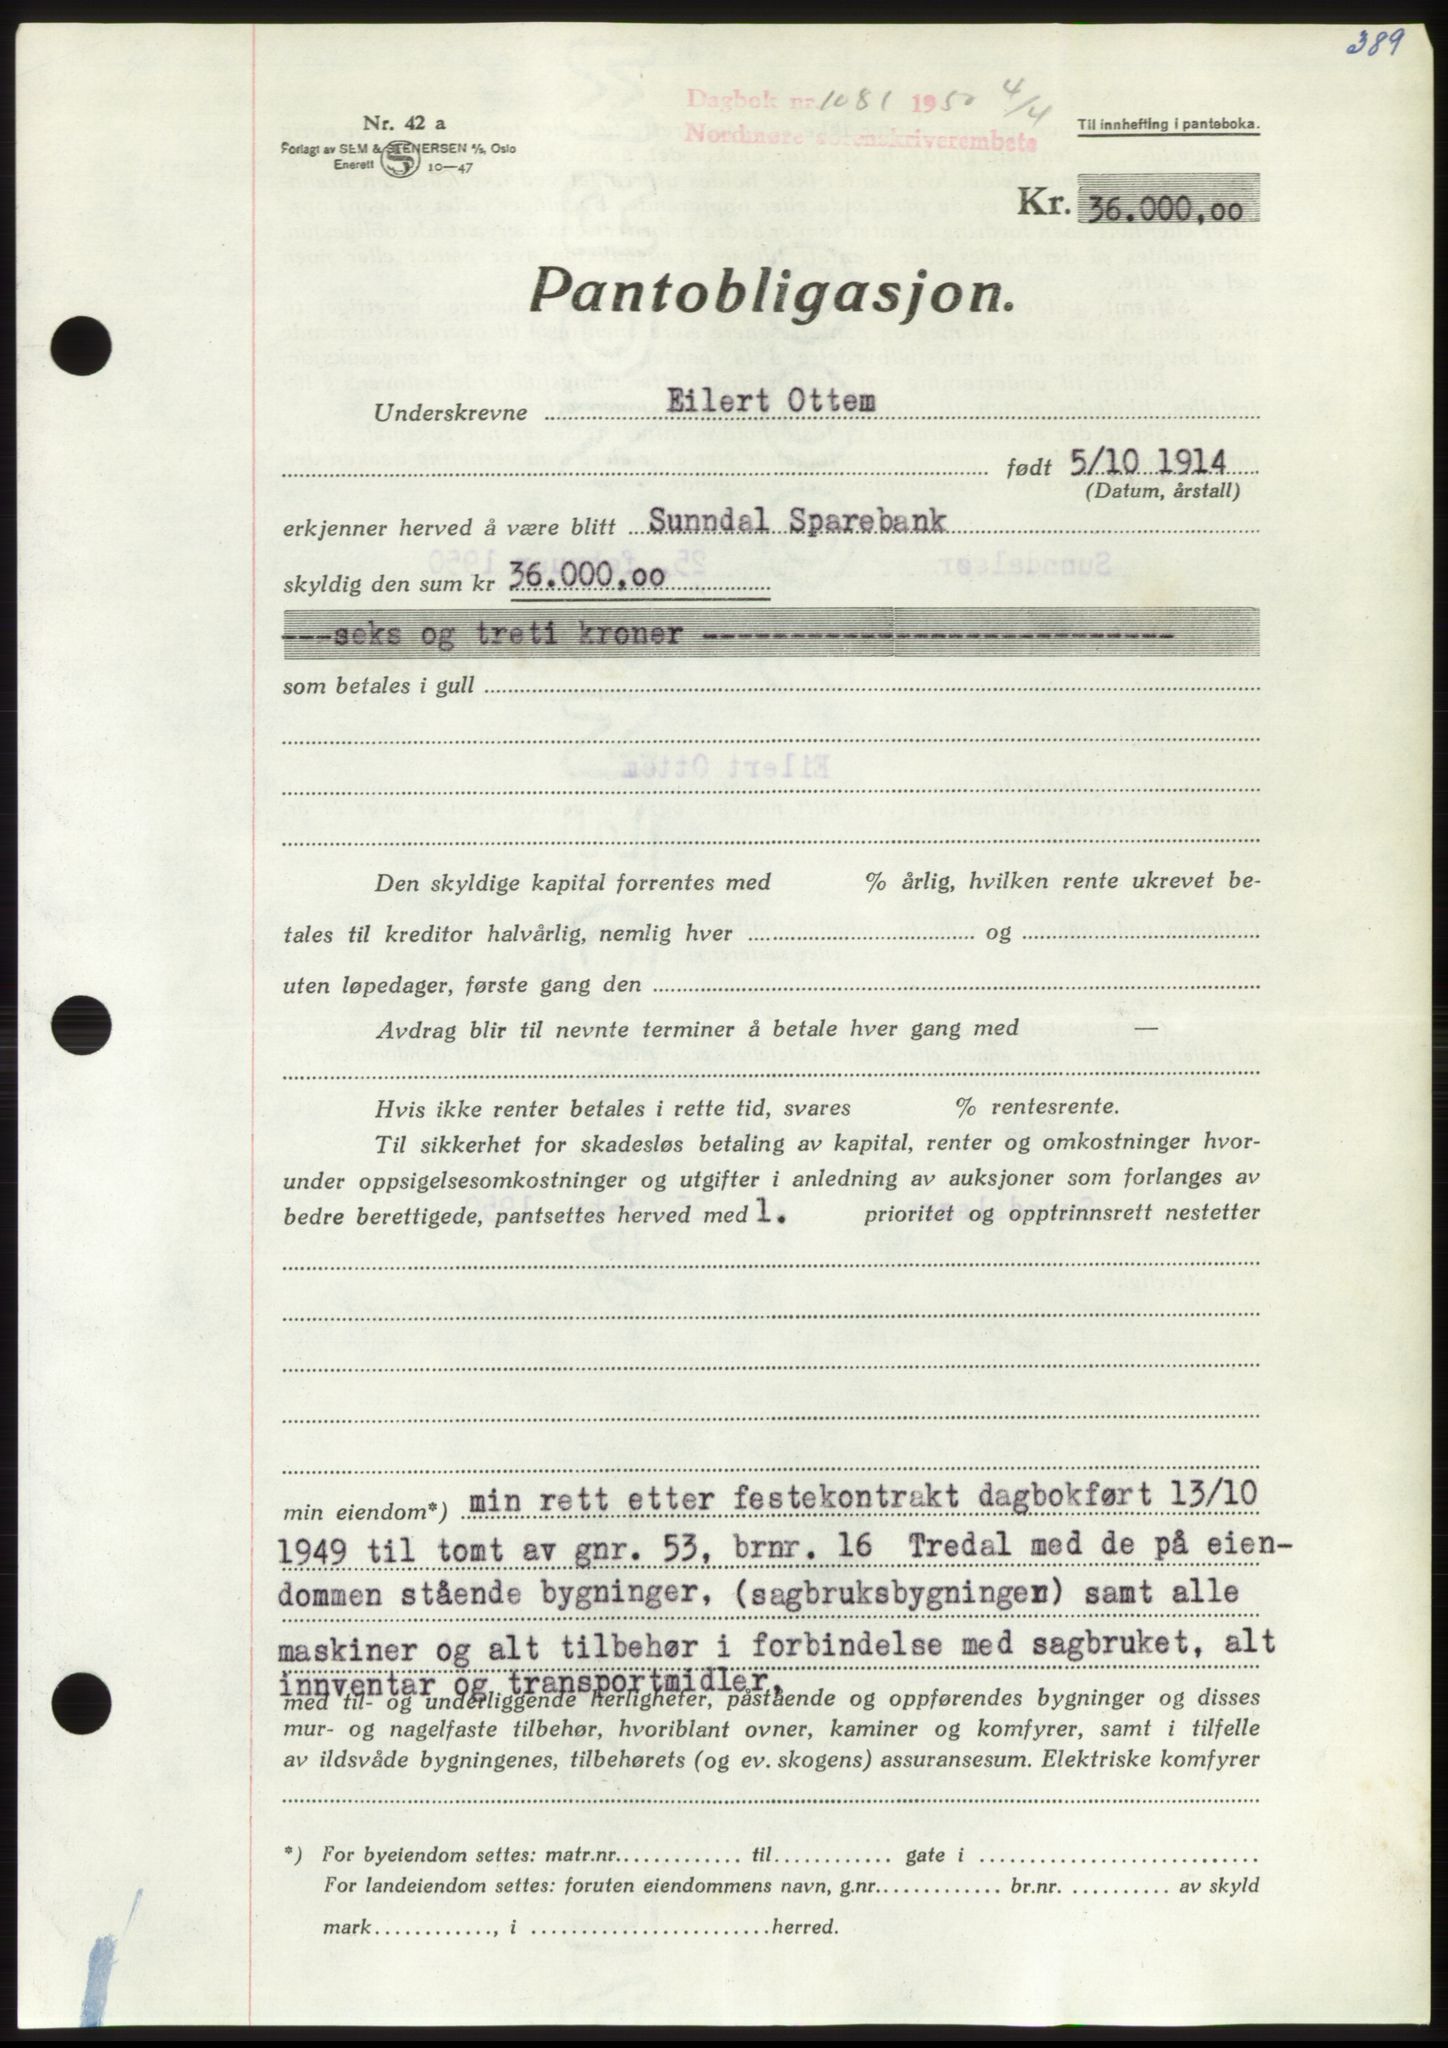 389
Dagbok nr. 1081 1950 4/4
Nordmøre sorenskriverembete
Nr. 42 a
Forlagt av SEM & STENERSEN A/S, Oslo
Enerett 10—47
Til innhefting i panteboka.
Kr. 36.000,oo
Pantobligasjon.
Underskrevne Eilert Ottem
født 5/10 1914
(Datum, årstall)
erkjenner herved å være blitt Sunndal Sparebank
skyldig den sum kr 36.000,oo
---seks og treti kroner ----------------------------
som betales i gull
Den skyldige kapital forrentes med % årlig, hvilken rente ukrevet be-
tales til kreditor halvårlig, nemlig hver og
uten løpedager, første gang den
Avdrag blir til nevnte terminer å betale hver gang med —
Hvis ikke renter betales i rette tid, svares % rentesrente.
Til sikkerhet for skadesløs betaling av kapital, renter og omkostninger hvor-
under oppsigelsesomkostninger og utgifter i anledning av auksjoner som forlanges av
bedre berettigede, pantsettes herved med 1. prioritet og opptrinnsrett nestetter
min eiendom*) min rett etter festekontrakt dagbokført 13/10
1949 til tomt av gnr. 53, brnr. 16 Tredal med de på eien-
dommen stående bygninger, (sagbruksbygningen) samt alle
maskiner og alt tilbehør i forbindelse med sagbruket, alt
innventar og transportmidler,
med til- og underliggende herligheter, påstående og oppførendes bygninger og disses
mur- og nagelfaste tilbehør, hvoriblant ovner, kaminer og komfyrer, samt i tilfelle
av ildsvåde bygningenes, tilbehørets (og ev. skogens) assuransesum. Elektriske komfyrer
*) For byeiendom settes: matr.nr. til gate i
For landeiendom settes: foruten eiendommens navn, g.nr. br.nr. av skyld
mark , i herred.